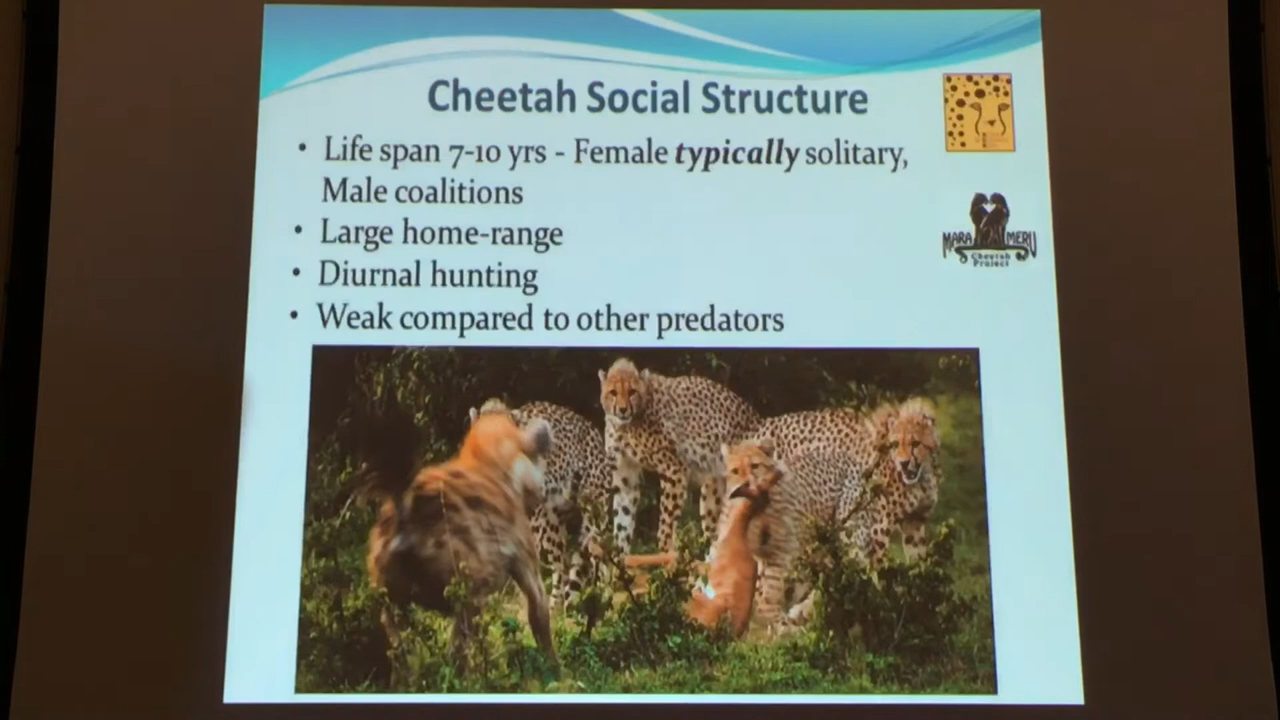 Cheetah Social Structure
• Life span 7-10 yrs - Female typically solitary,
Male coalitions
• Large home-range
• Diurnal hunting
• Weak compared to other predators
MARA MERU
Cheetah
Project